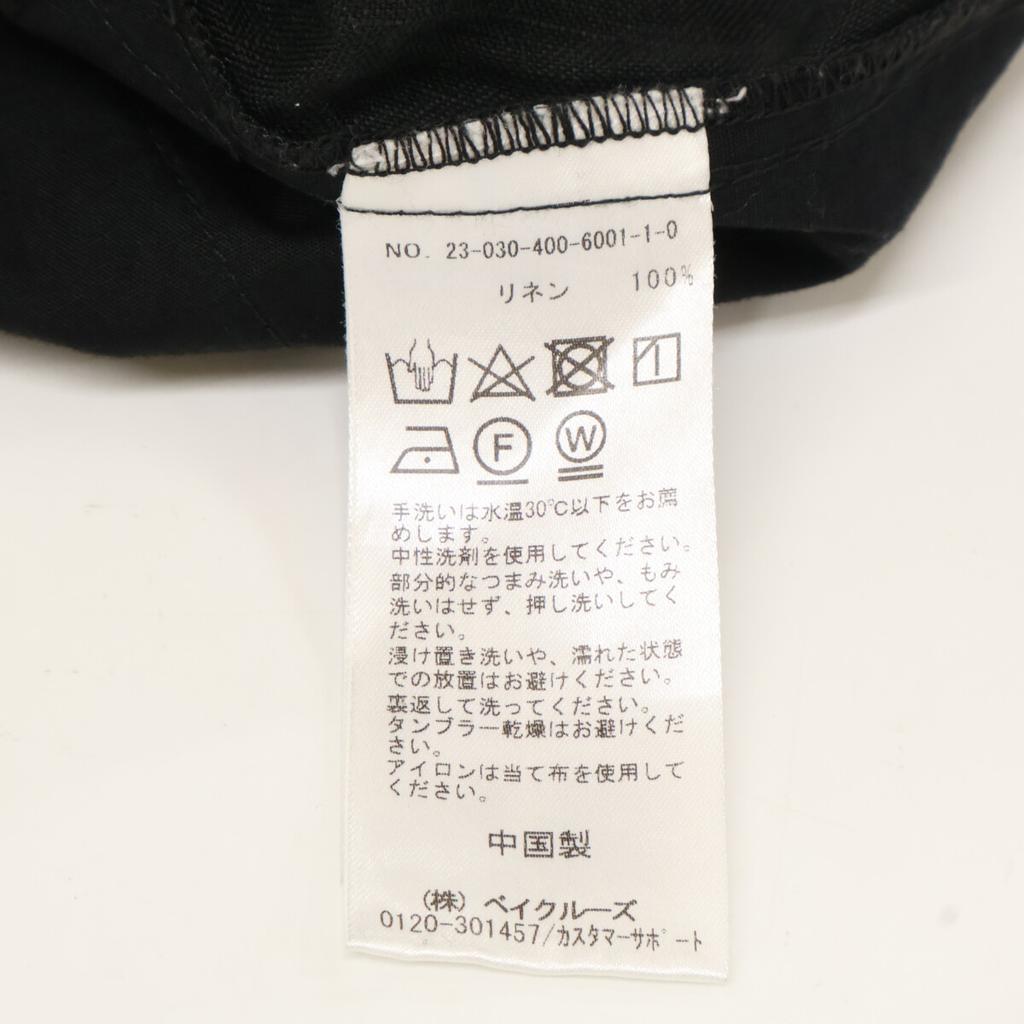 NO. 23-030-400-6001-1-0
リネン 100%
F W
手洗いは水温30℃以下をお薦
めします。
中性洗剤を使用してください。
部分的なつまみ洗いや、もみ
洗いはせず、押し洗いしてく
ださい。
浸け置き洗いや、濡れた状態
での放置はお避けください。
裏返して洗ってください。
タンブラー乾燥はお避けくだ
さい。
アイロンは当て布を使用して
ください。
中国製
（株）ベイクルーズ
0120-301457/カスタマーサポート